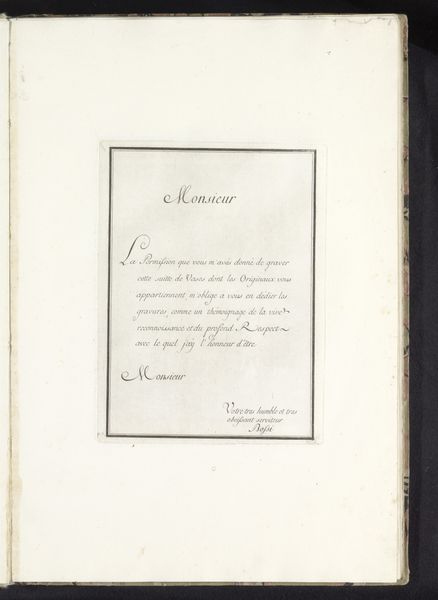 Monsieur
La Permission que vous m'avés donné de graver
cette suitte de Vases dont les Originaux vous
appartiennent m'oblige a vous en dedier les
gravures comme un themoignage de la vive
reconnoissance et du profond Respect
avec le quel j'ay l'honneur d'être
Monsieur
Votre tres humble et tres
obeissant serviteur
Bossi